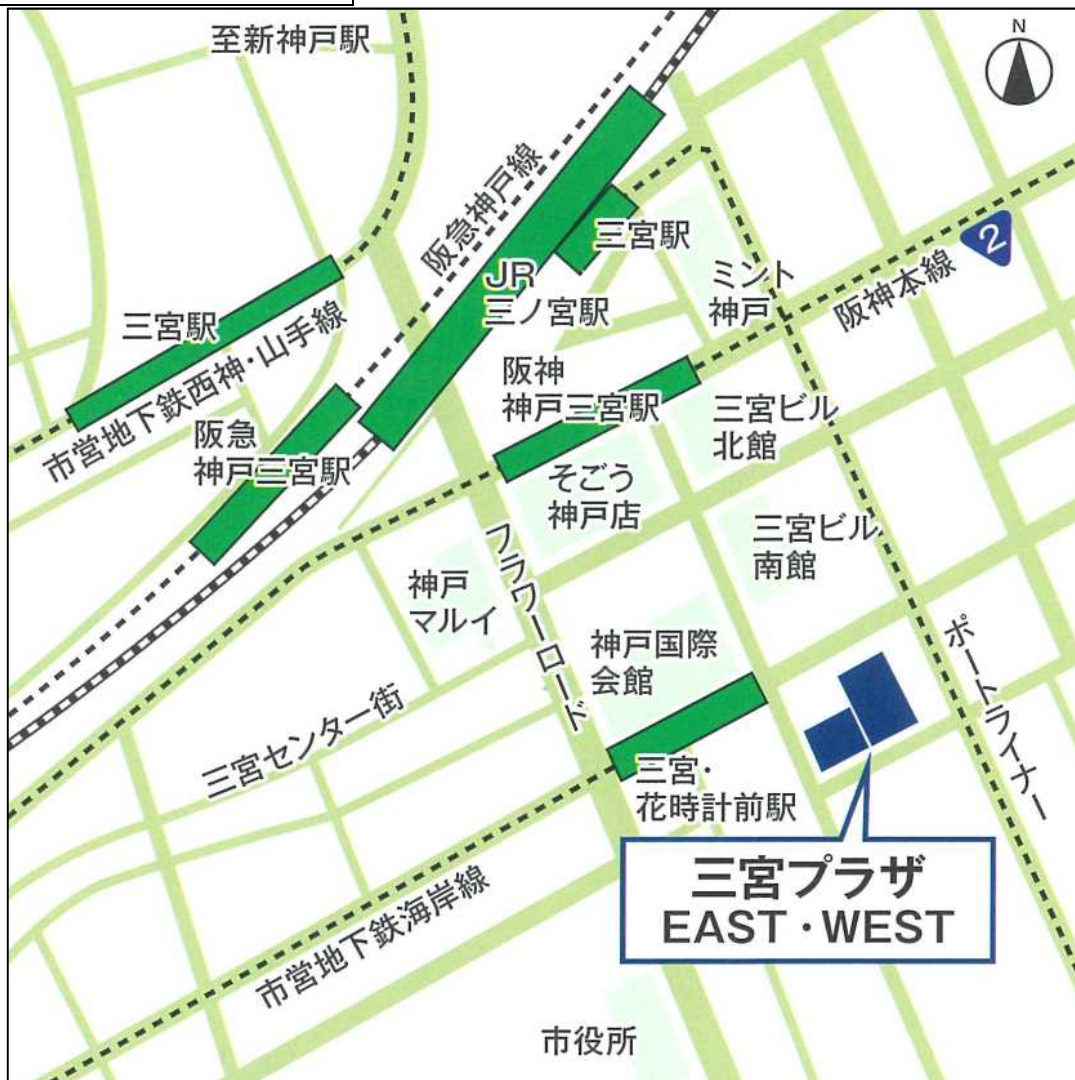 至新神戸駅
N
阪急神戸線
三宮駅
JR
三ノ宮駅
ミント
神戸
2
阪神本線
三宮駅
市営地下鉄西神・山手線
阪神
神戸三宮駅
三宮ビル
北館
阪急
神戸三宮駅
そごう
神戸店
三宮ビル
南館
フラワーロード
神戸
マルイ
神戸国際
会館
ポートライナー
三宮センター街
三宮・
花時計前駅
三宮プラザ
EAST・WEST
市営地下鉄海岸線
市役所